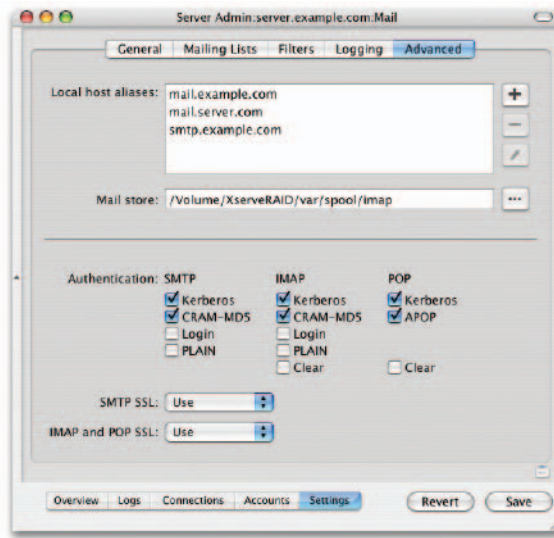 Server Admin:server.example.com:Mail
General Mailing Lists Filters Logging Advanced
Local host aliases: mail.example.com
mail.server.com
smtp.example.com
Mail store: /Volume/XserveRAID/var/spool/imap ...
Authentication: SMTP IMAP POP
Kerberos Kerberos Kerberos
CRAM-MD5 CRAM-MD5 APOP
Login Login
PLAIN PLAIN
Clear Clear
SMTP SSL: Use
IMAP and POP SSL: Use
Overview Logs Connections Accounts Settings Revert Save